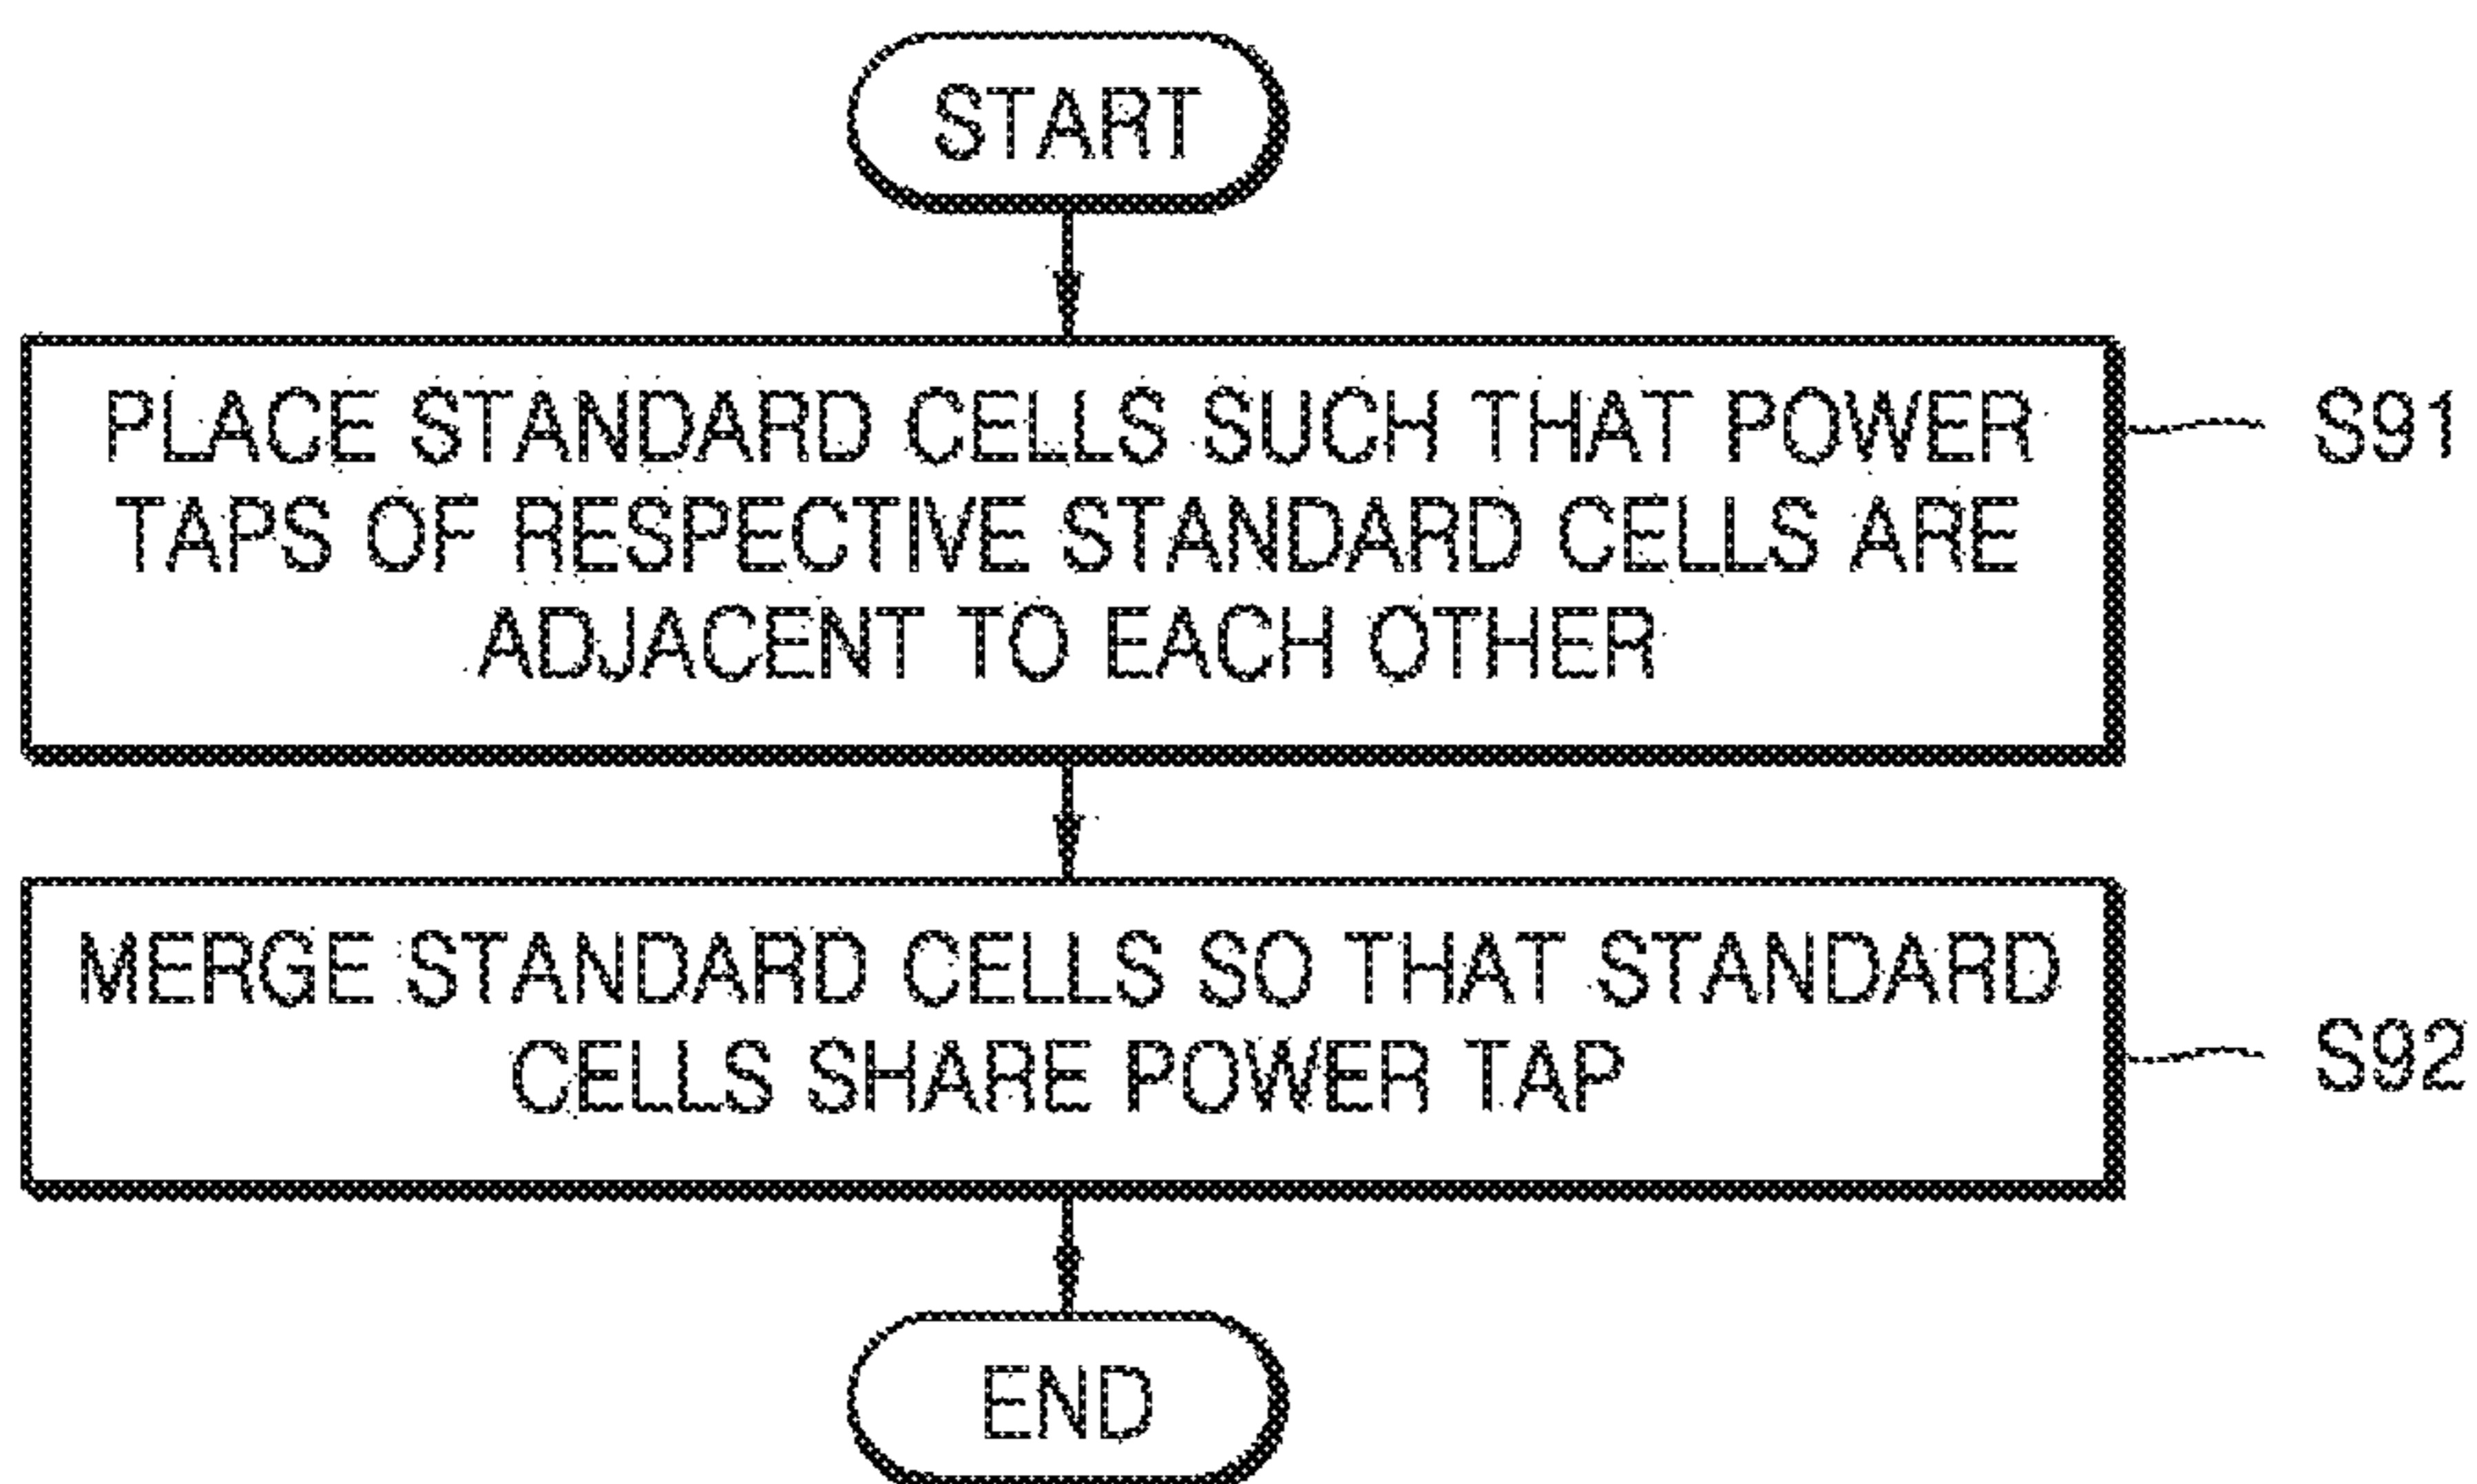 START
PLACE STANDARD CELLS SUCH THAT POWER
TAPS OF RESPECTIVE STANDARD CELLS ARE
ADJACENT TO EACH OTHER
S91
MERGE STANDARD CELLS SO THAT STANDARD
CELLS SHARE POWER TAP
S92
END